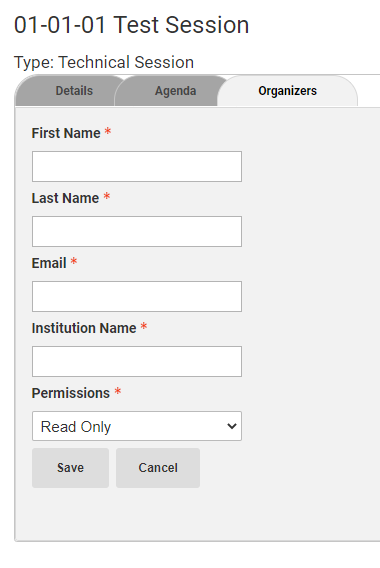 01-01-01 Test Session
Type: Technical Session
Details Agenda Organizers
First Name *
Last Name *
Email *
Institution Name *
Permissions *
Read Only
Save Cancel